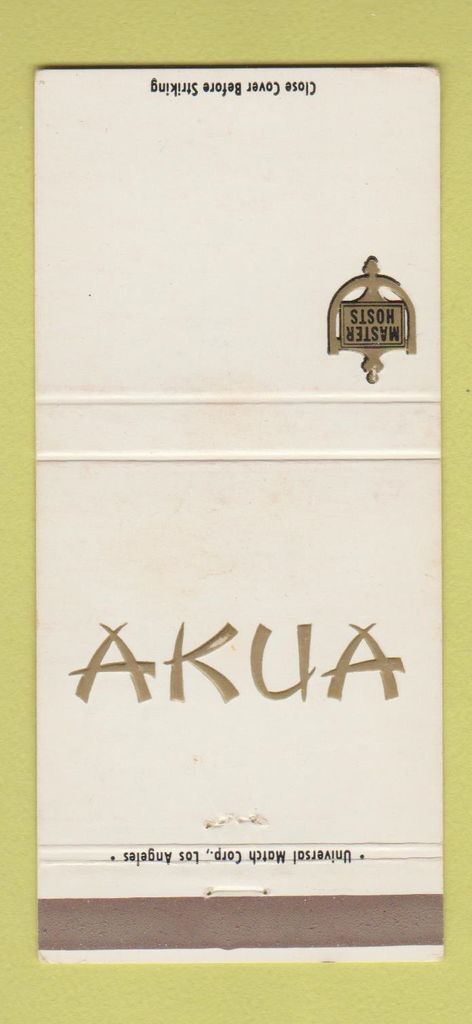 Close Cover Before Striking
MASTER
HOSTS
AKUA
• Universal Match Corp., Los Angeles •